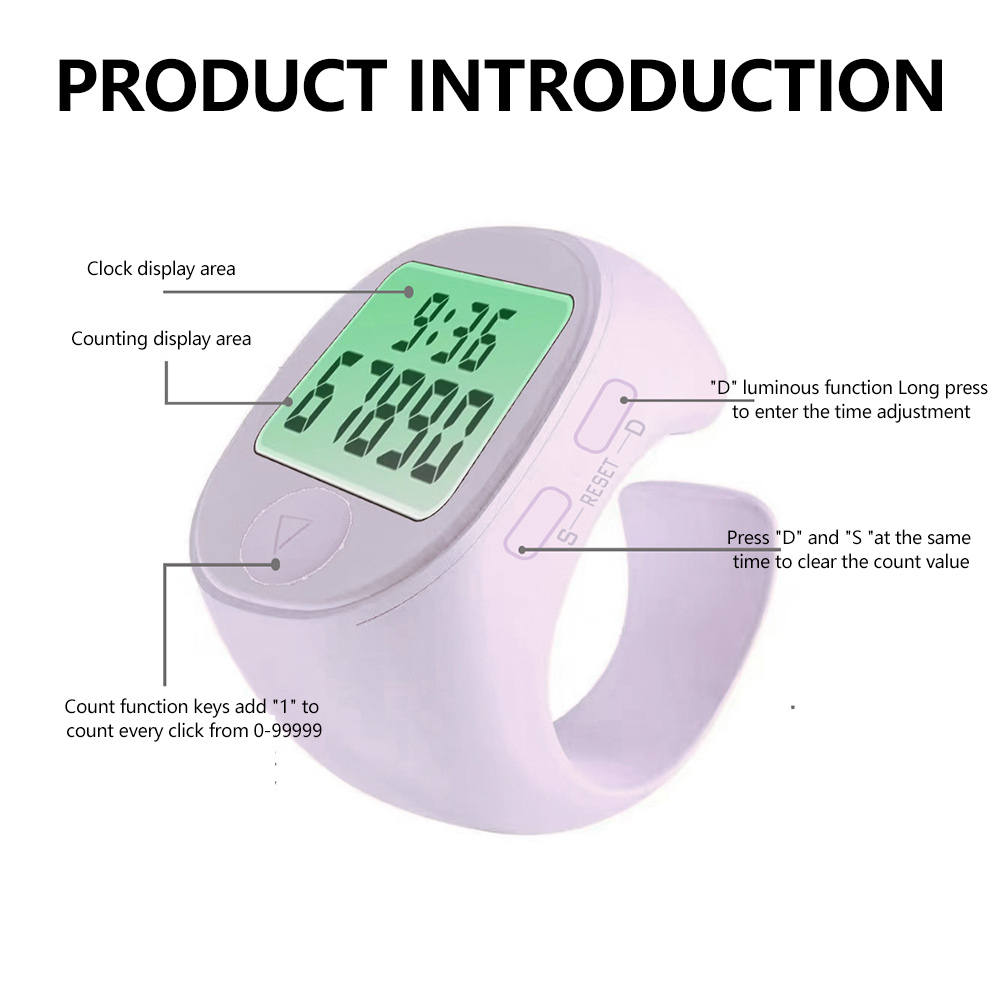 PRODUCT INTRODUCTION
Clock display area
Counting display area
9:36
67890
"D" luminous function Long press
to enter the time adjustment
D
RESET
S
Press "D" and "S "at the same
time to clear the count value
Count function keys add "1" to
count every click from 0-99999